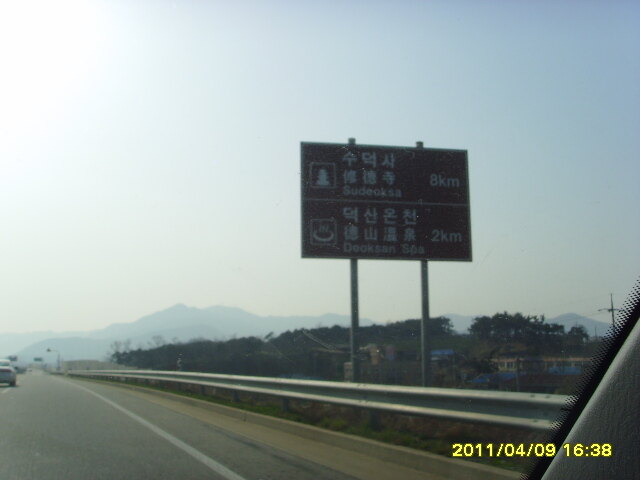 수덕사
修德寺
Sudeoksa
8km
덕산온천
德山溫泉
Deoksan Spa
2km
2011/04/09 16:38